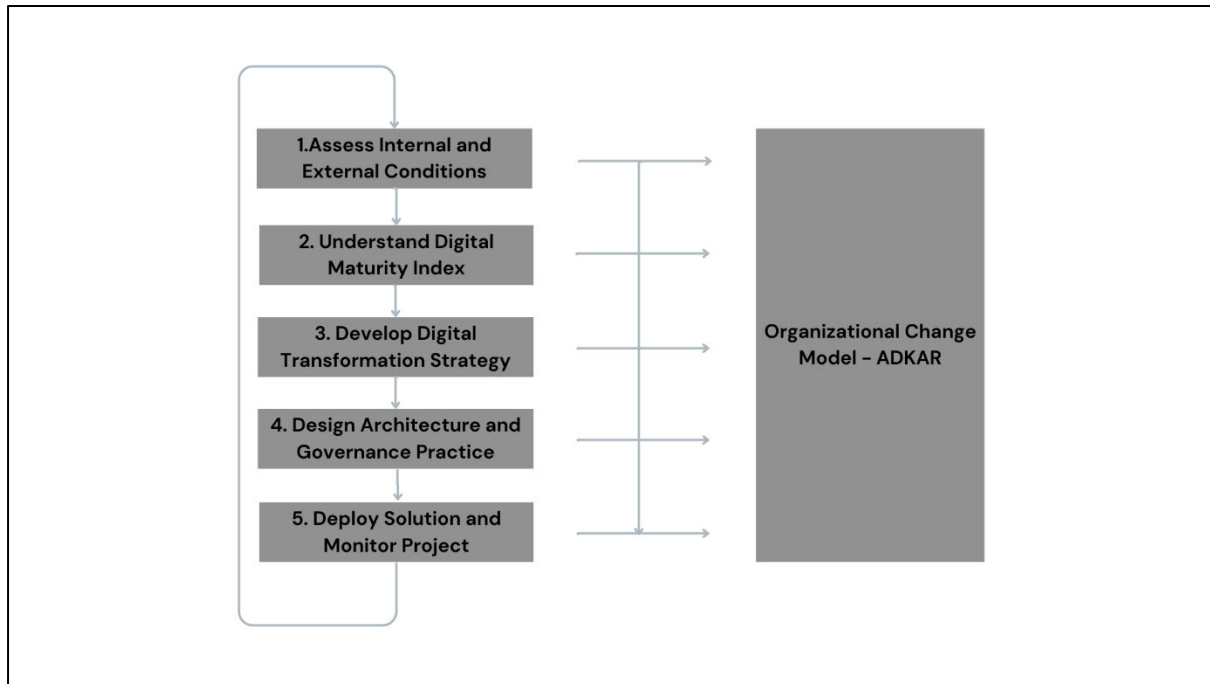 1.Assess Internal and
External Conditions
2. Understand Digital
Maturity Index
3. Develop Digital
Transformation Strategy
4. Design Architecture and
Governance Practice
5. Deploy Solution and
Monitor Project
Organizational Change
Model - ADKAR